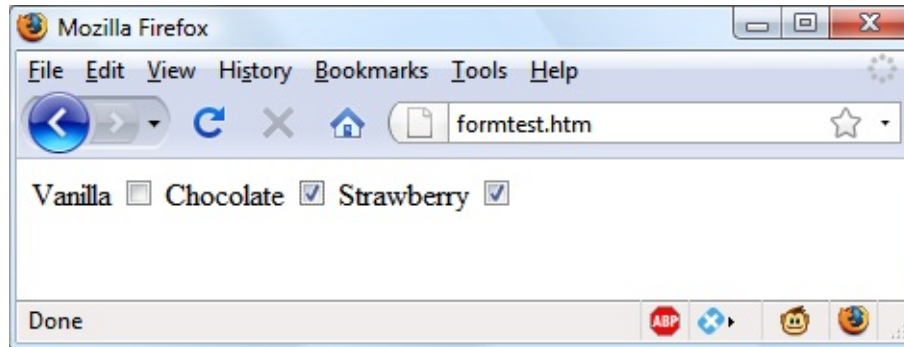 Mozilla Firefox
File Edit View History Bookmarks Tools Help
formtest.htm
Vanilla Chocolate Strawberry
Done ABP